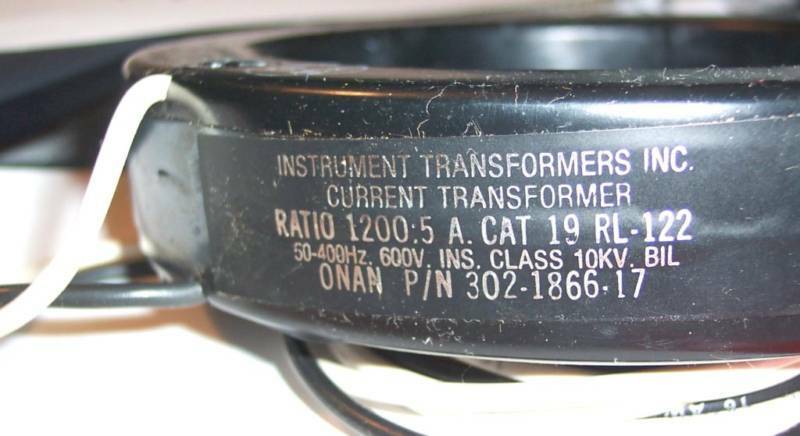 INSTRUMENT TRANSFORMERS INC.
CURRENT TRANSFORMER
RATIO 1200:5 A. CAT 19 RL-122
50-400Hz. 600V. INS. CLASS 10KV. BIL
ONAN P/N 302-1866-17